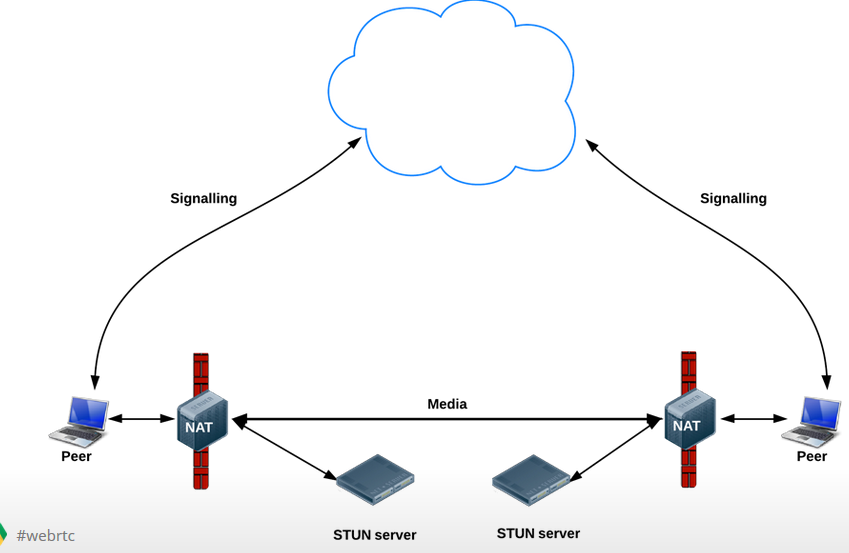 Signalling
Signalling
Media
NAT
NAT
Peer
Peer
STUN server
STUN server
#webrtc